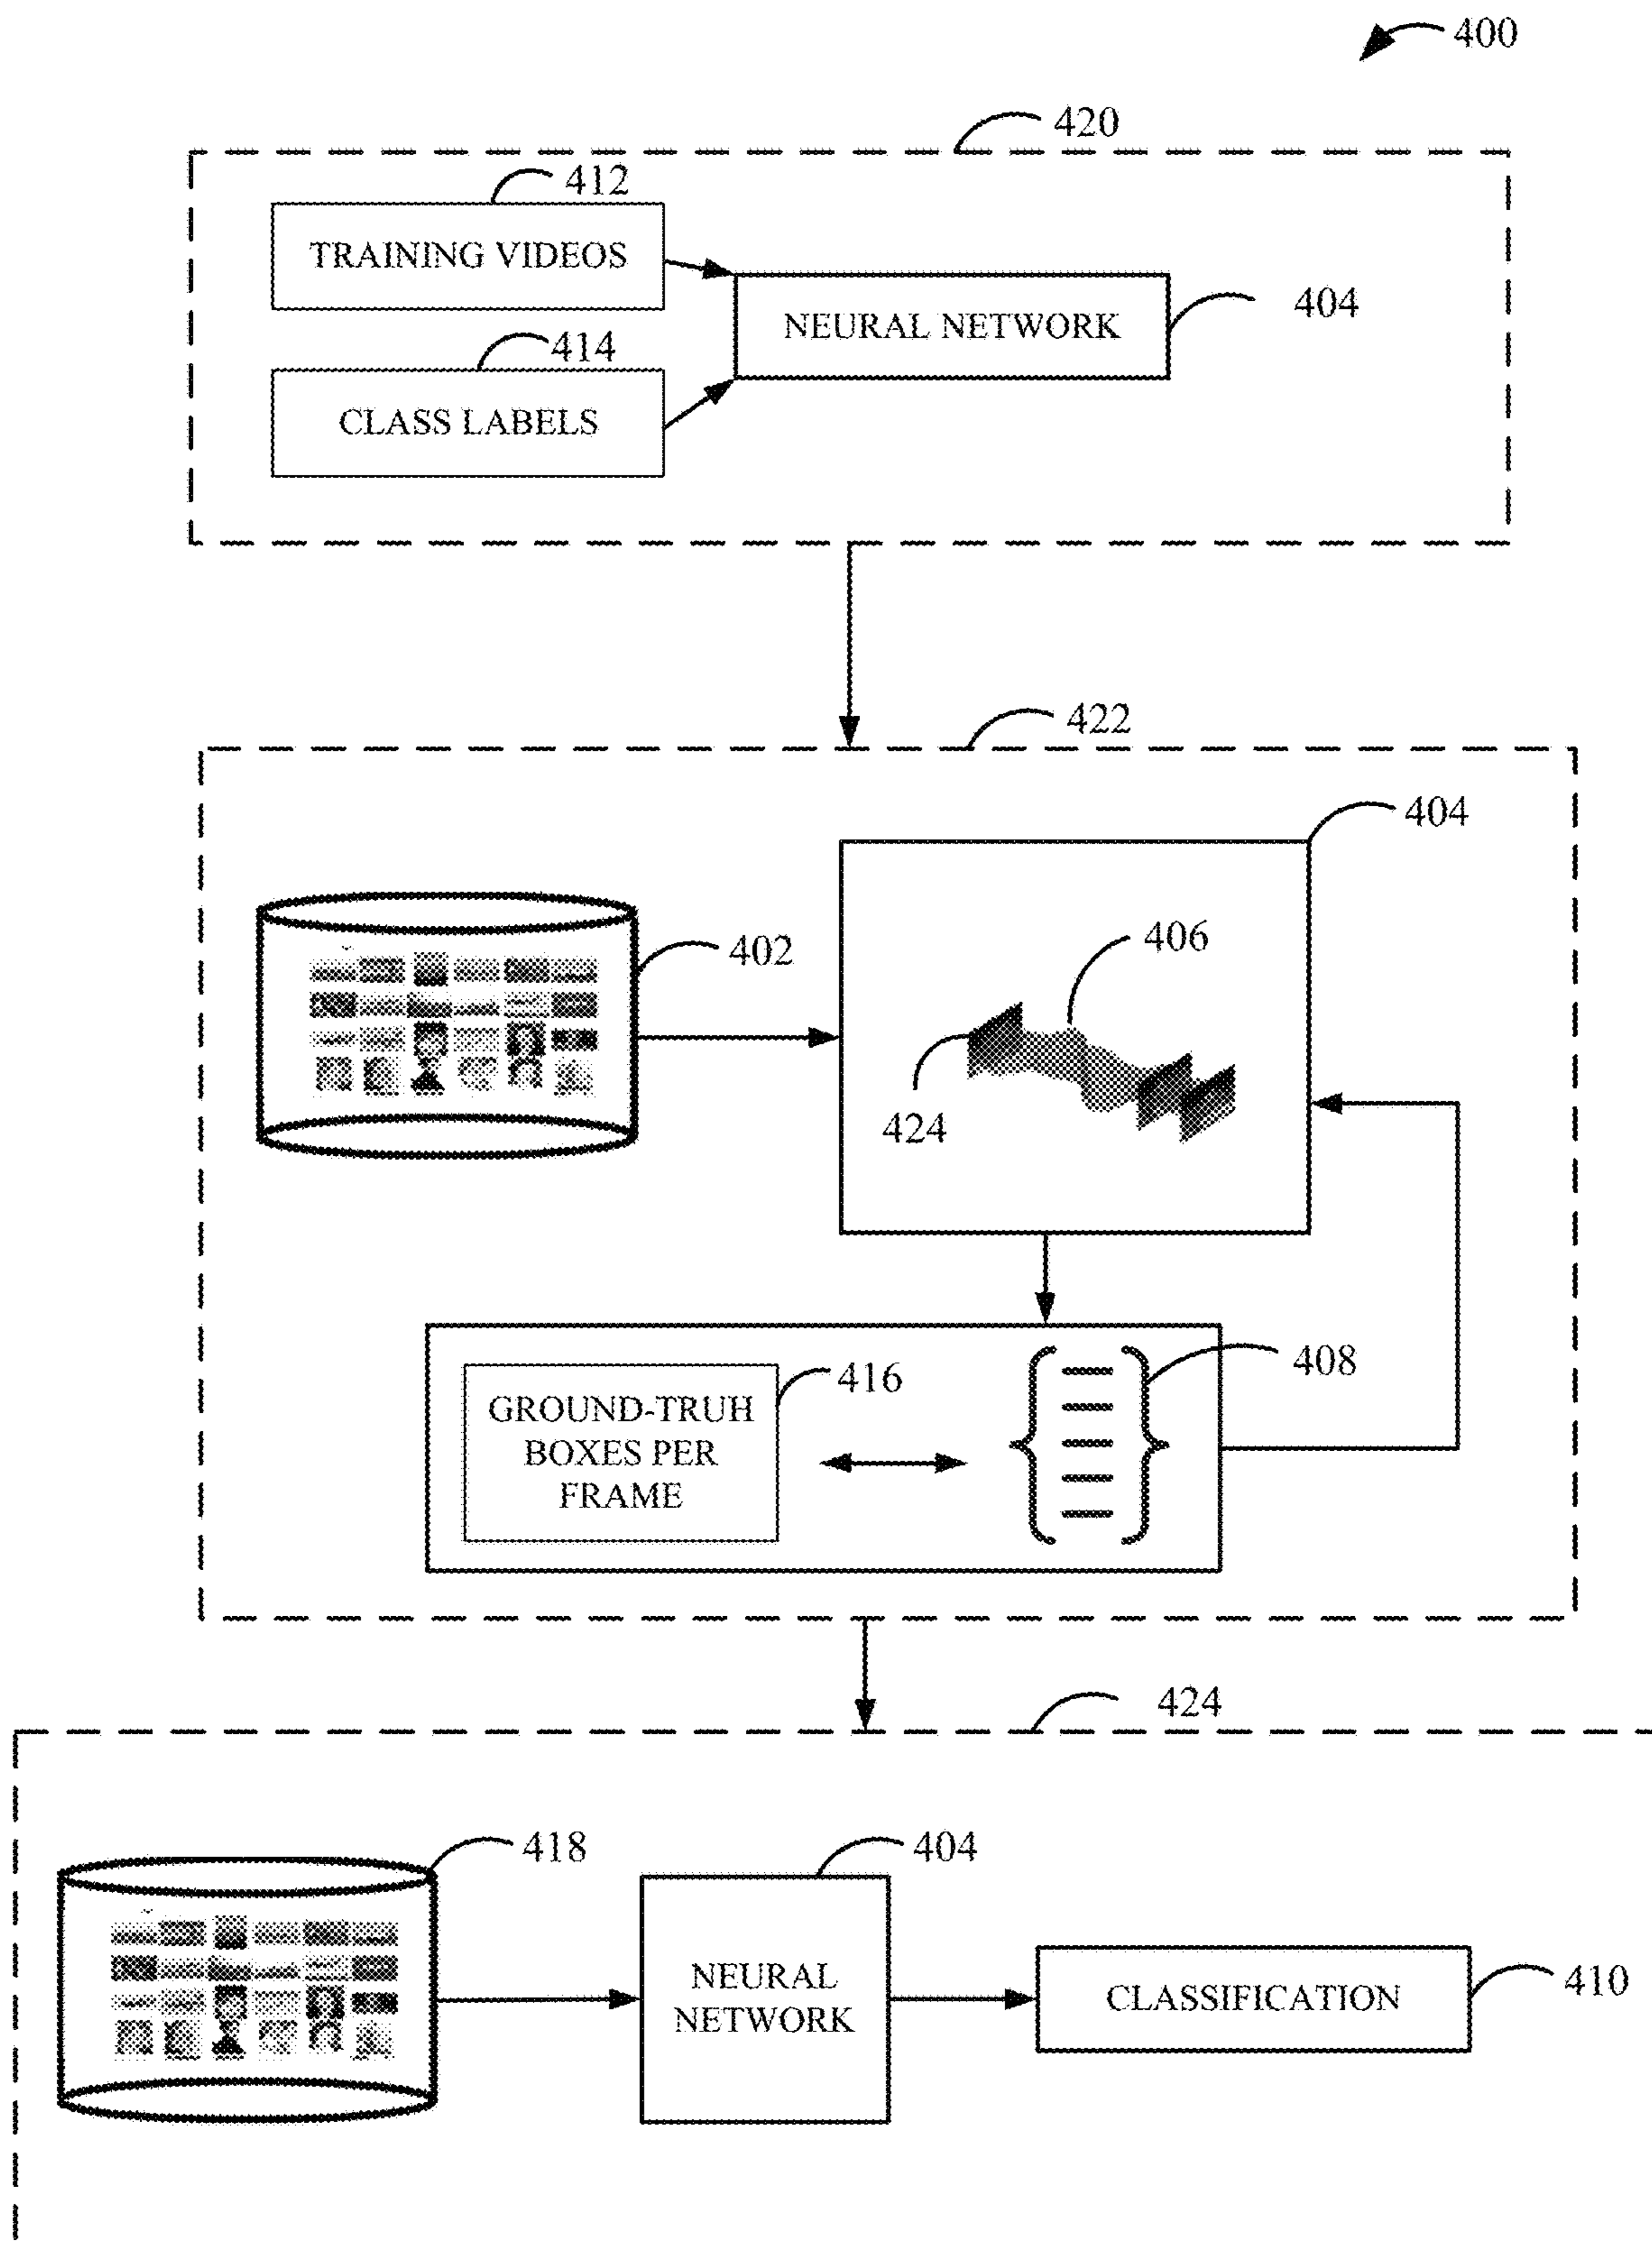 400
420
412
TRAINING VIDEOS
404
NEURAL NETWORK
414
CLASS LABELS
422
404
402
406
424
408
416
GROUND-TRUH
BOXES PER
FRAME
424
418
404
NEURAL
NETWORK
410
CLASSIFICATION